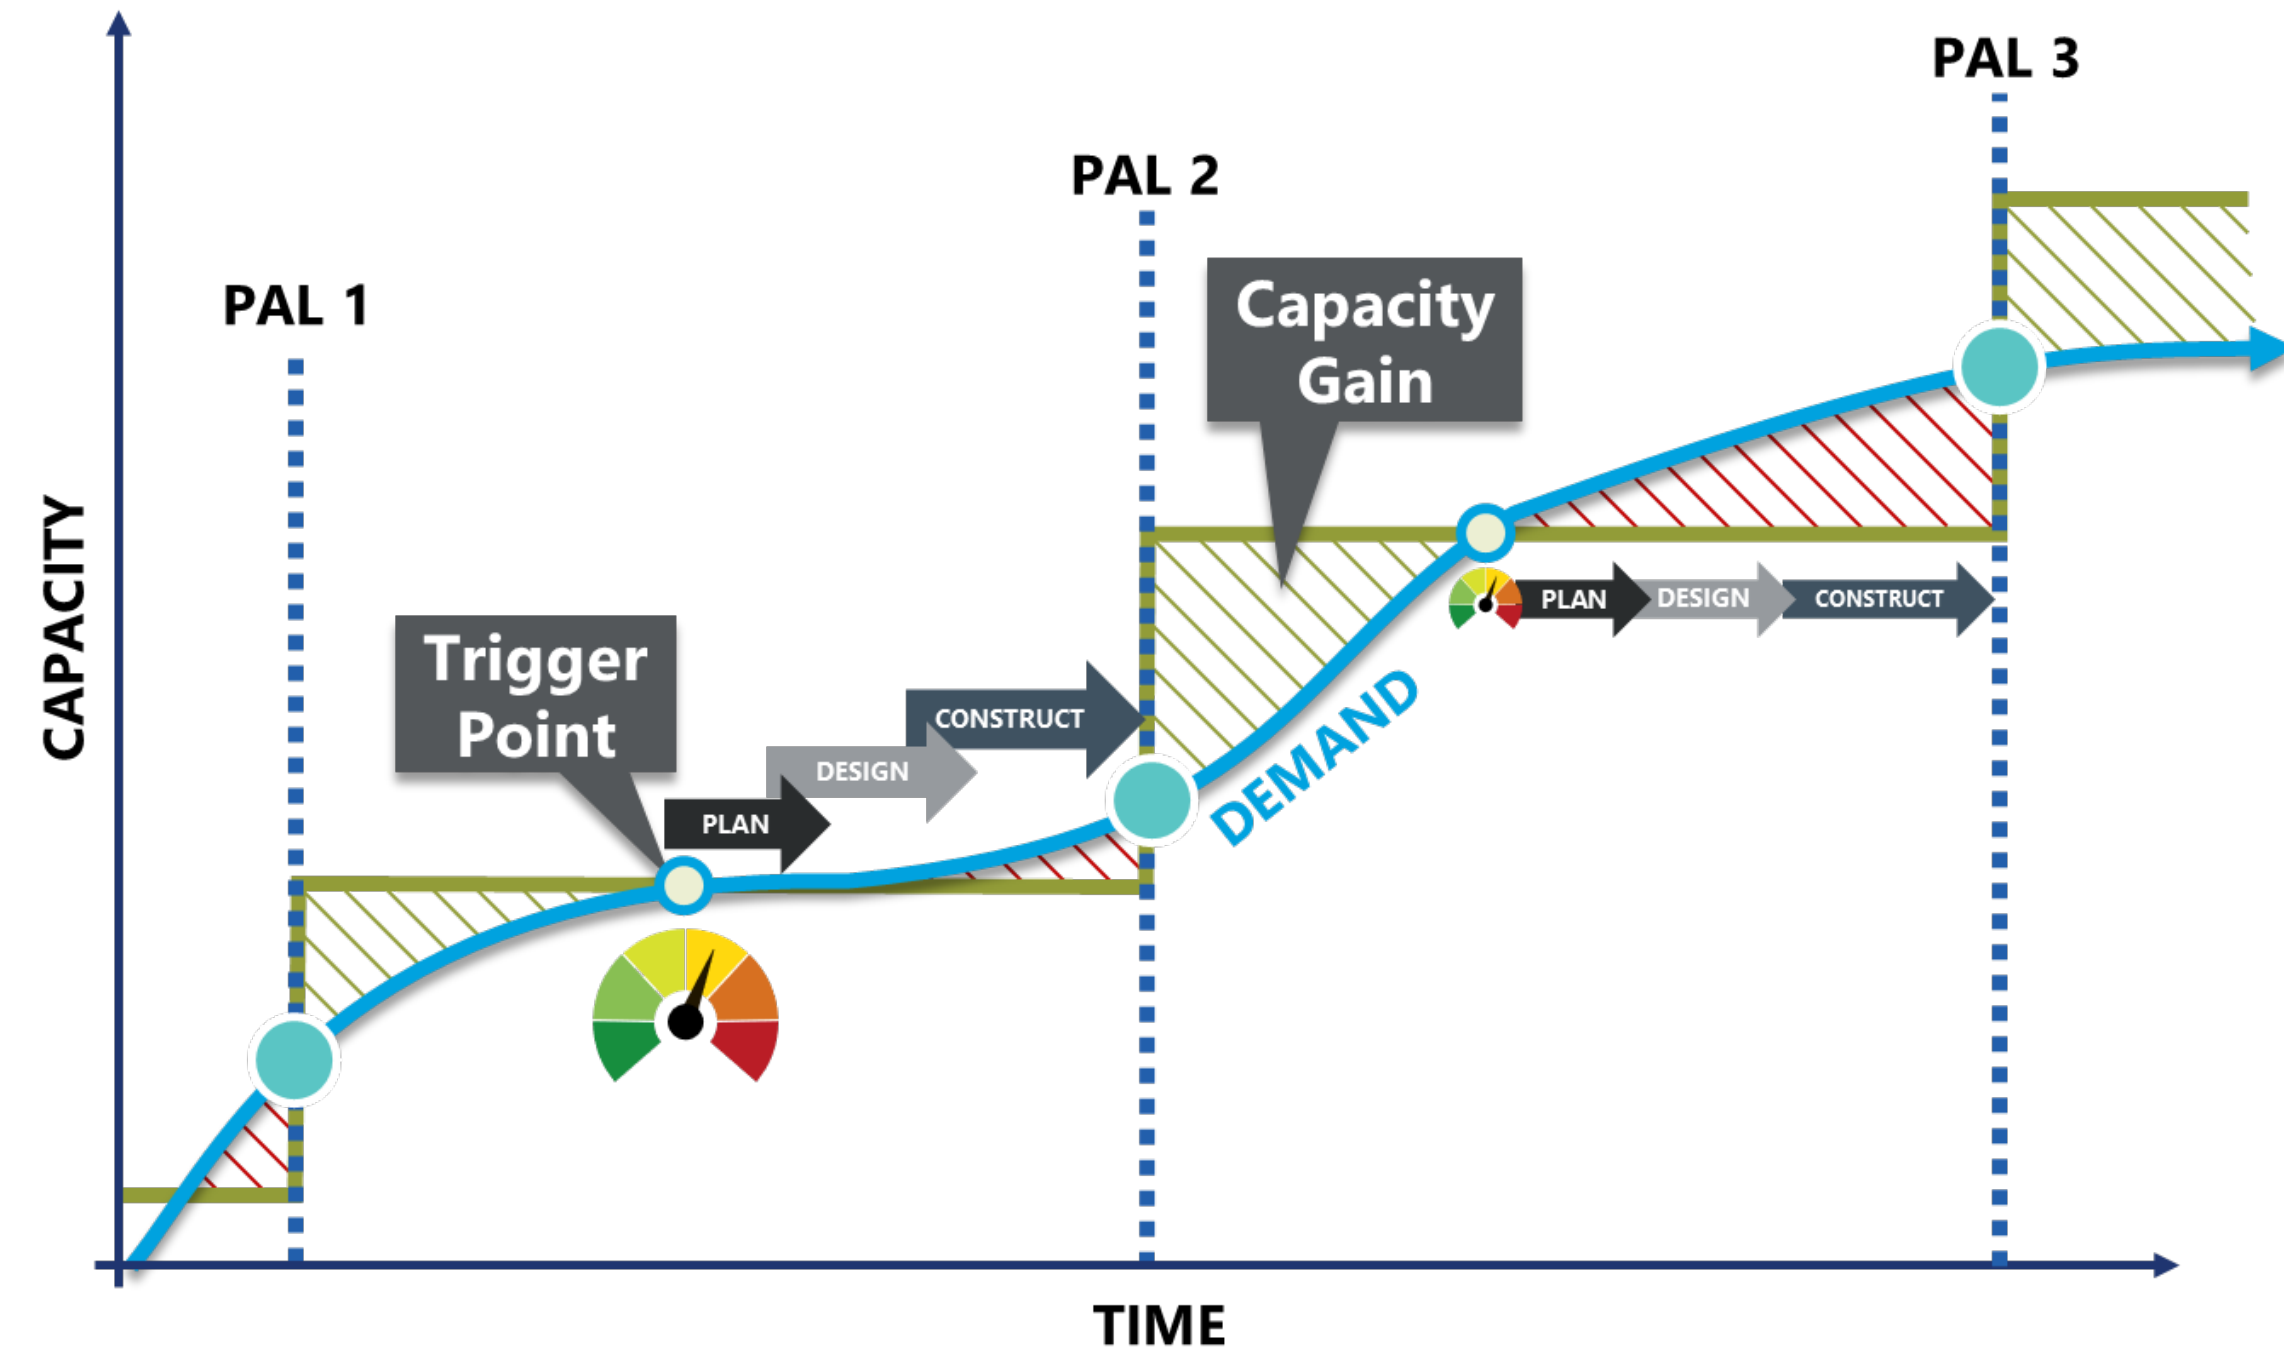 PAL 3
PAL 2
PAL 1
Capacity
Gain
CAPACITY
Trigger
Point
PLAN
DESIGN
CONSTRUCT
CONSTRUCT
DESIGN
PLAN
DEMAND
TIME